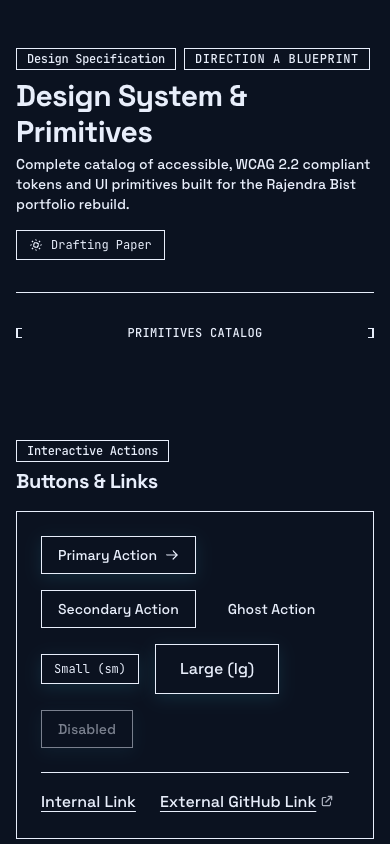 Design Specification DIRECTION A BLUEPRINT
Design System &
Primitives
Complete catalog of accessible, WCAG 2.2 compliant
tokens and UI primitives built for the Rajendra Bist
portfolio rebuild.
Drafting Paper
PRIMITIVES CATALOG
Interactive Actions
Buttons & Links
Primary Action →
Secondary Action Ghost Action
Small (sm) Large (lg)
Disabled
Internal Link External GitHub Link